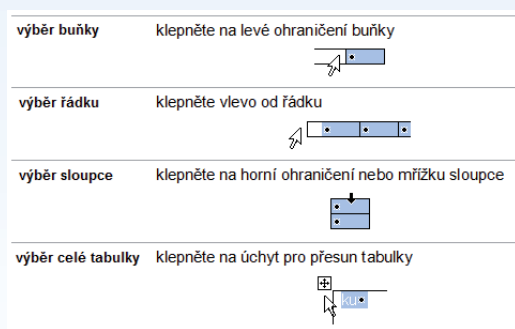 výběr buňky klepněte na levé ohraničení buňky
výběr řádku klepněte vlevo od řádku
výběr sloupce klepněte na horní ohraničení nebo mřížku sloupce
výběr celé tabulky klepněte na úchyt pro přesun tabulky
ku